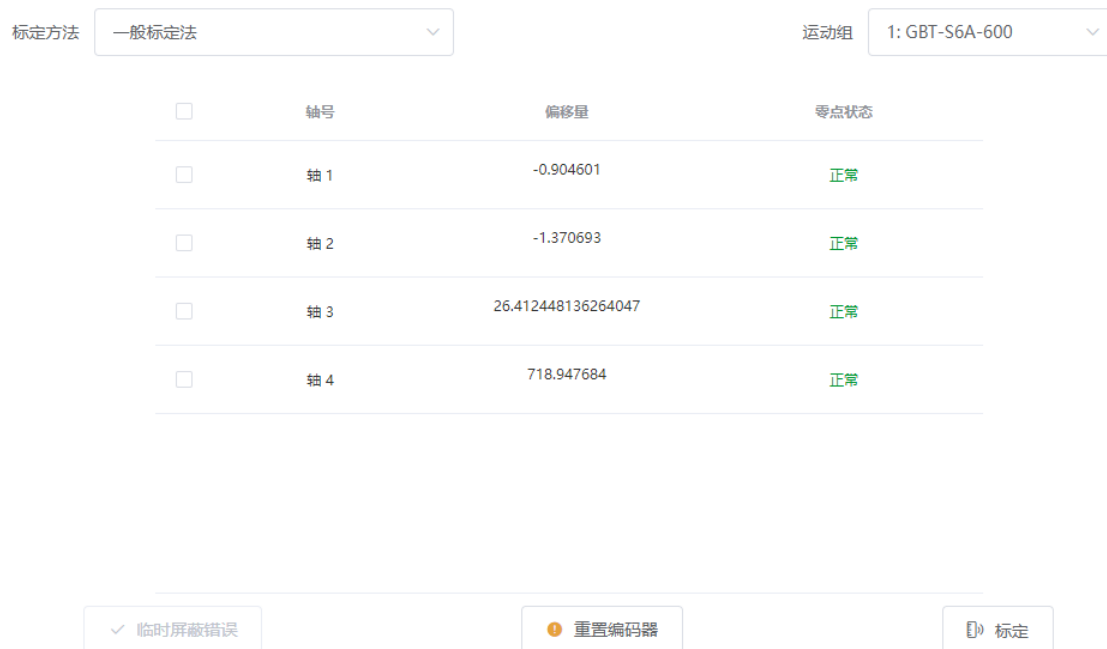 标定方法 一般标定法 运动组 1: GBT-S6A-600
轴号 偏移量 零点状态
轴 1 -0.904601 正常
轴 2 -1.370693 正常
轴 3 26.412448136264047 正常
轴 4 718.947684 正常
临时屏蔽错误 重置编码器 标定